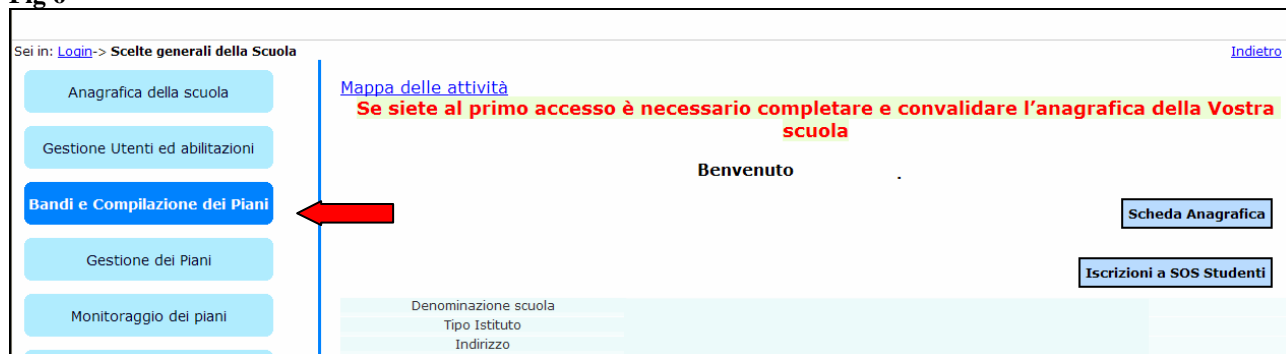 Sei in: Login-> Scelte generali della Scuola
Indietro
Anagrafica della scuola
Gestione Utenti ed abilitazioni
Bandi e Compilazione dei Piani
Gestione dei Piani
Monitoraggio dei piani
Mappa delle attività
Se siete al primo accesso è necessario completare e convalidare l'anagrafica della Vostra
scuola
Benvenuto .
Scheda Anagrafica
Iscrizioni a SOS Studenti
Denominazione scuola
Tipo Istituto
Indirizzo